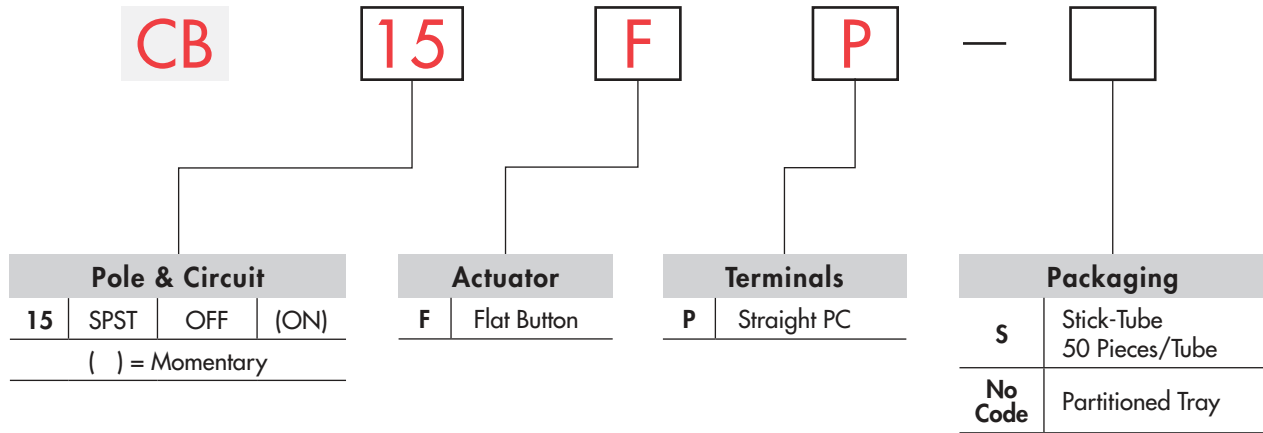 CB 15 F P —
Pole & Circuit
15 SPST OFF (ON)
( ) = Momentary
Actuator
F Flat Button
Terminals
P Straight PC
Packaging
S Stick-Tube
50 Pieces/Tube
No
Code Partitioned Tray